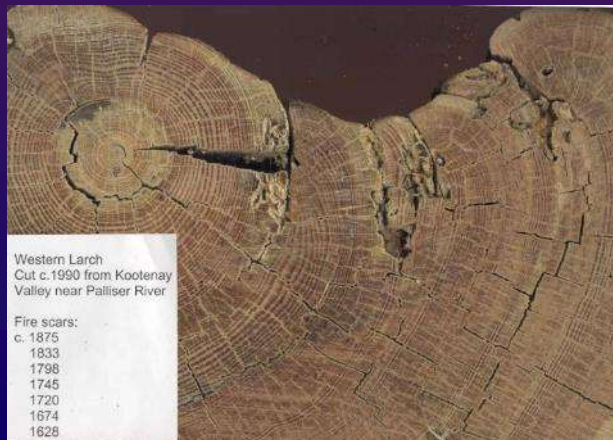 Western Larch
Cut c.1990 from Kootenay
Valley near Palliser River
Fire scars:
c. 1875
1833
1798
1745
1720
1674
1628